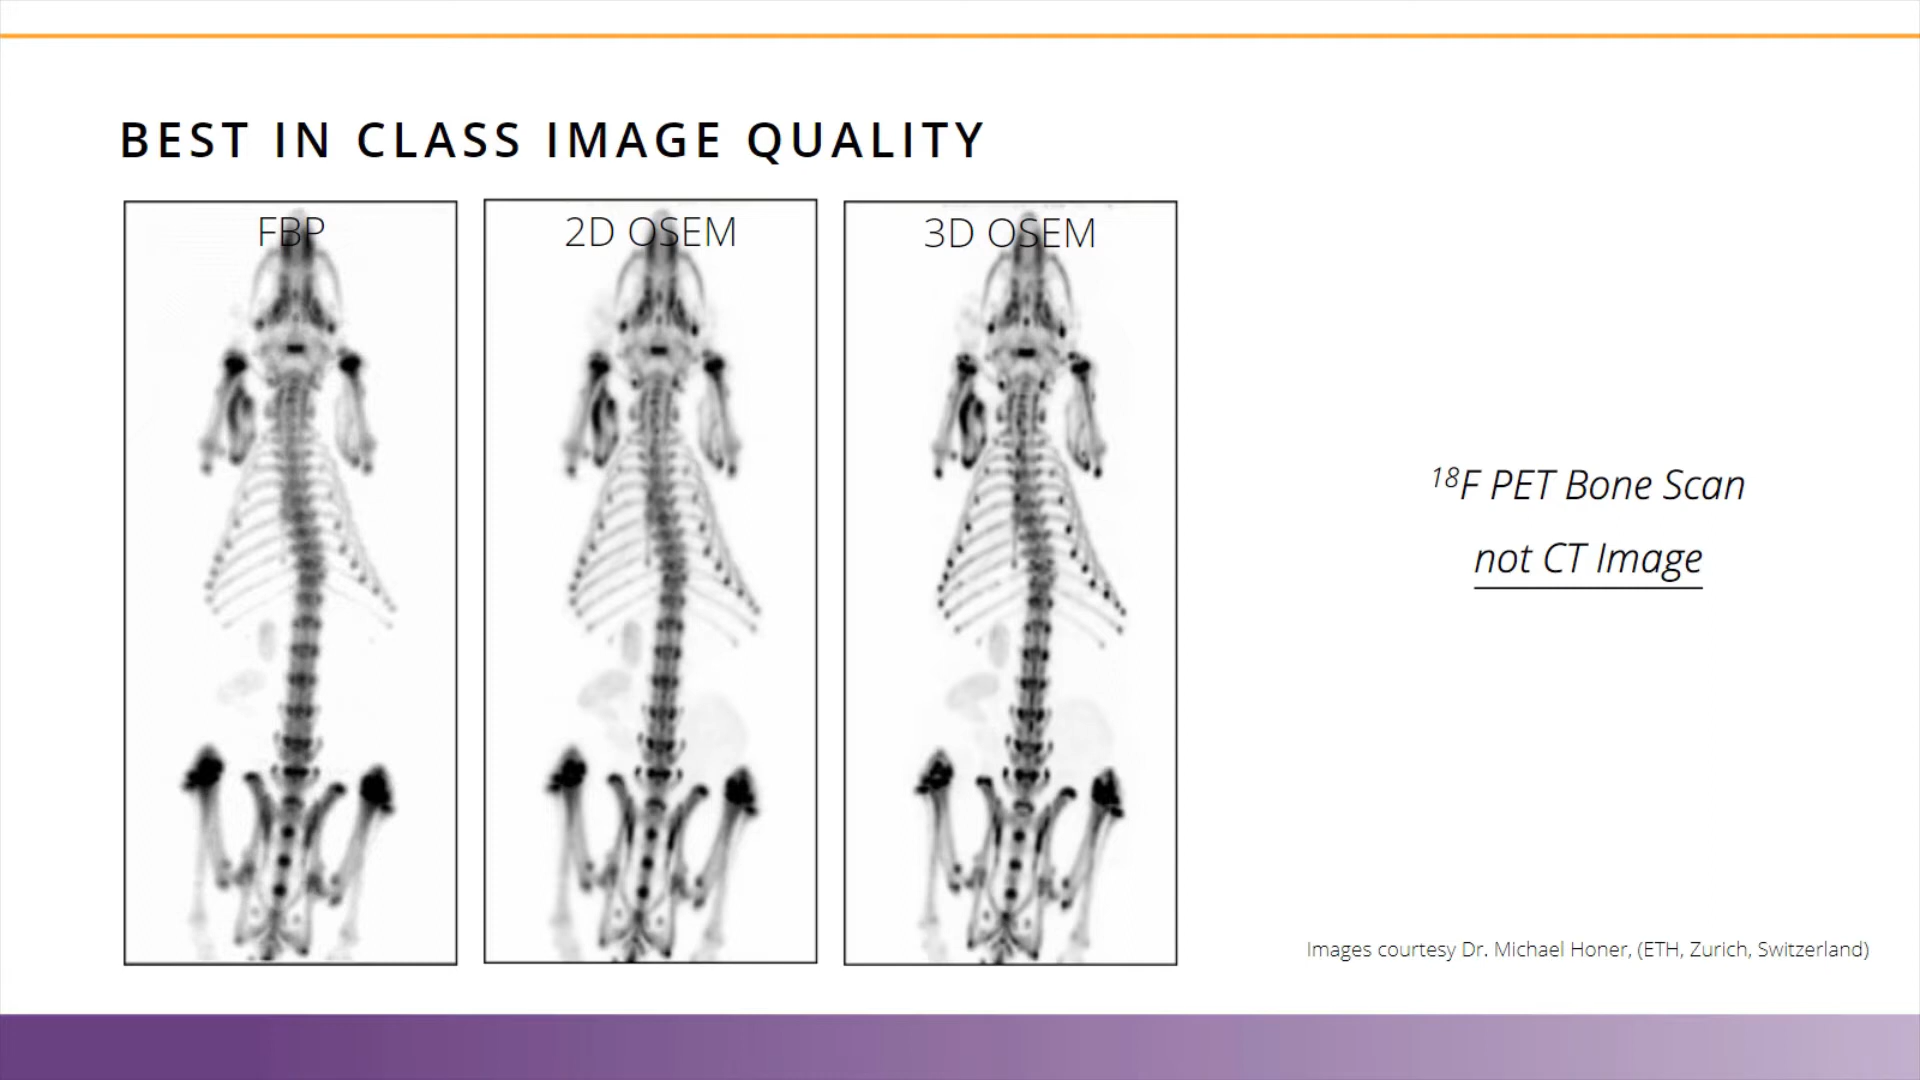 BEST IN CLASS IMAGE QUALITY
FBP
2D OSEM
3D OSEM
¹⁸F PET Bone Scan
not CT Image
Images courtesy Dr. Michael Honer, (ETH, Zurich, Switzerland)